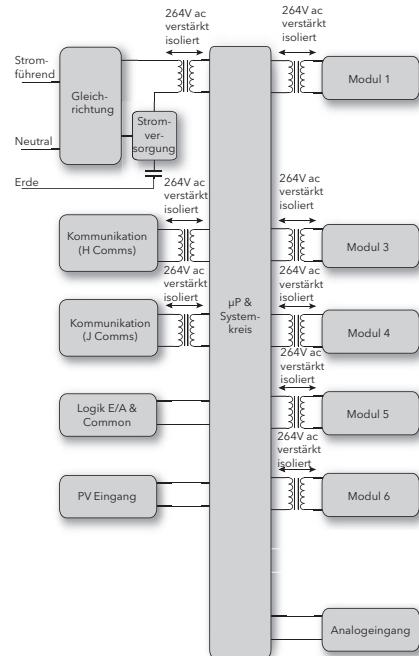 264V ac
verstärkt
isoliert
264V ac
verstärkt
isoliert
Strom-
führend
Gleich-
richtung
Modul 1
Strom-
ver-
sorgung
Neutral
Erde
264V ac
verstärkt
isoliert
264V ac
verstärkt
isoliert
Kommunikation
(H Comms)
Modul 3
264V ac
verstärkt
isoliert
264V ac
verstärkt
isoliert
µP &
System-
kreis
Kommunikation
(J Comms)
Modul 4
264V ac
verstärkt
isoliert
Logik E/A &
Common
Modul 5
264V ac
verstärkt
isoliert
PV Eingang
Modul 6
Analogeingang